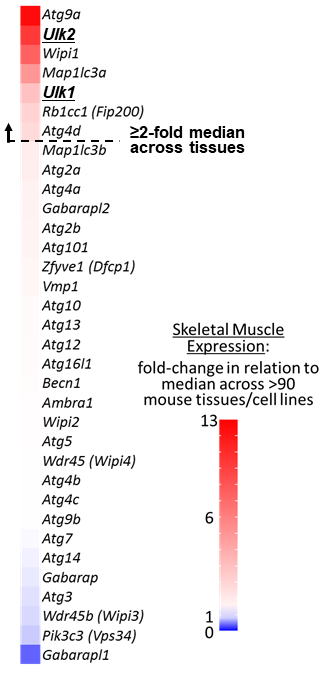 Atg9a
Ulk2
Wipi1
Map1lc3a
Ulk1
Rb1cc1 (Fip200)
Atg4d
≥2-fold median
across tissues
Map1lc3b
Atg2a
Atg4a
Gabarapl2
Atg2b
Atg101
Zfyve1 (Dfcp1)
Vmp1
Atg10
Atg13
Atg12
Atg16l1
Becn1
Ambra1
Wipi2
Atg5
Wdr45 (Wipi4)
Atg4b
Atg4c
Atg9b
Atg7
Atg14
Gabarap
Atg3
Wdr45b (Wipi3)
Pik3c3 (Vps34)
Gabarapl1
Skeletal Muscle
Expression:
fold-change in relation to
median across >90
mouse tissues/cell lines
13
6
1
0